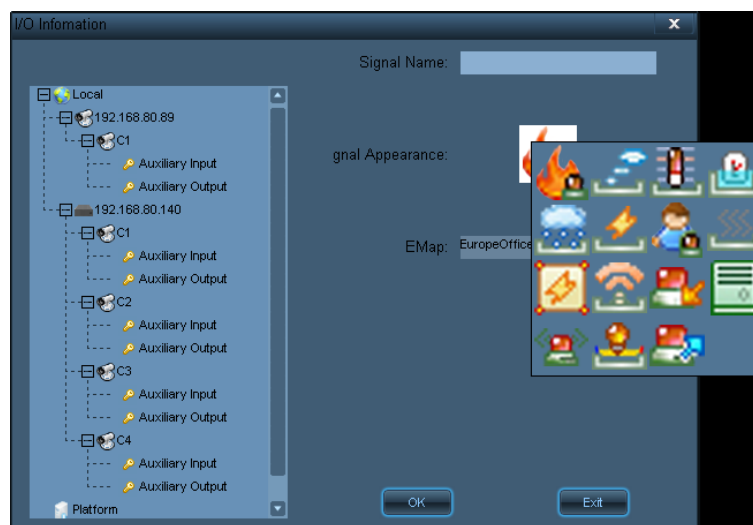 I/O Infomation
X
Signal Name:
Local
192.168.80.89
C1
Auxiliary Input
Auxiliary Output
gnal Appearance:
192.168.80.140
C1
EMap: EuropeOffice
Auxiliary Input
Auxiliary Output
C2
Auxiliary Input
Auxiliary Output
C3
Auxiliary Input
Auxiliary Output
C4
Auxiliary Input
Auxiliary Output
Platform
OK
Exit